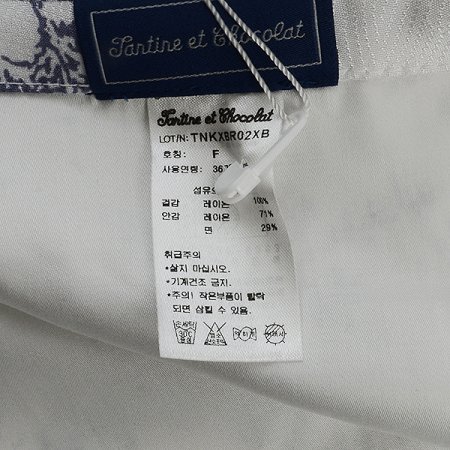 Tartine et Chocolat
Tartine et Chocolat
LOT/N: TNKXBR02XB
호칭: F
사용연령: 36개
섬유의
겉감 레이온 100%
안감 레이온 71%
면 29%
취급주의
•삶지 마십시오.
•기계건조 금지.
•주의! 작은부품이 탈락
되면 삼킬 수 있음.